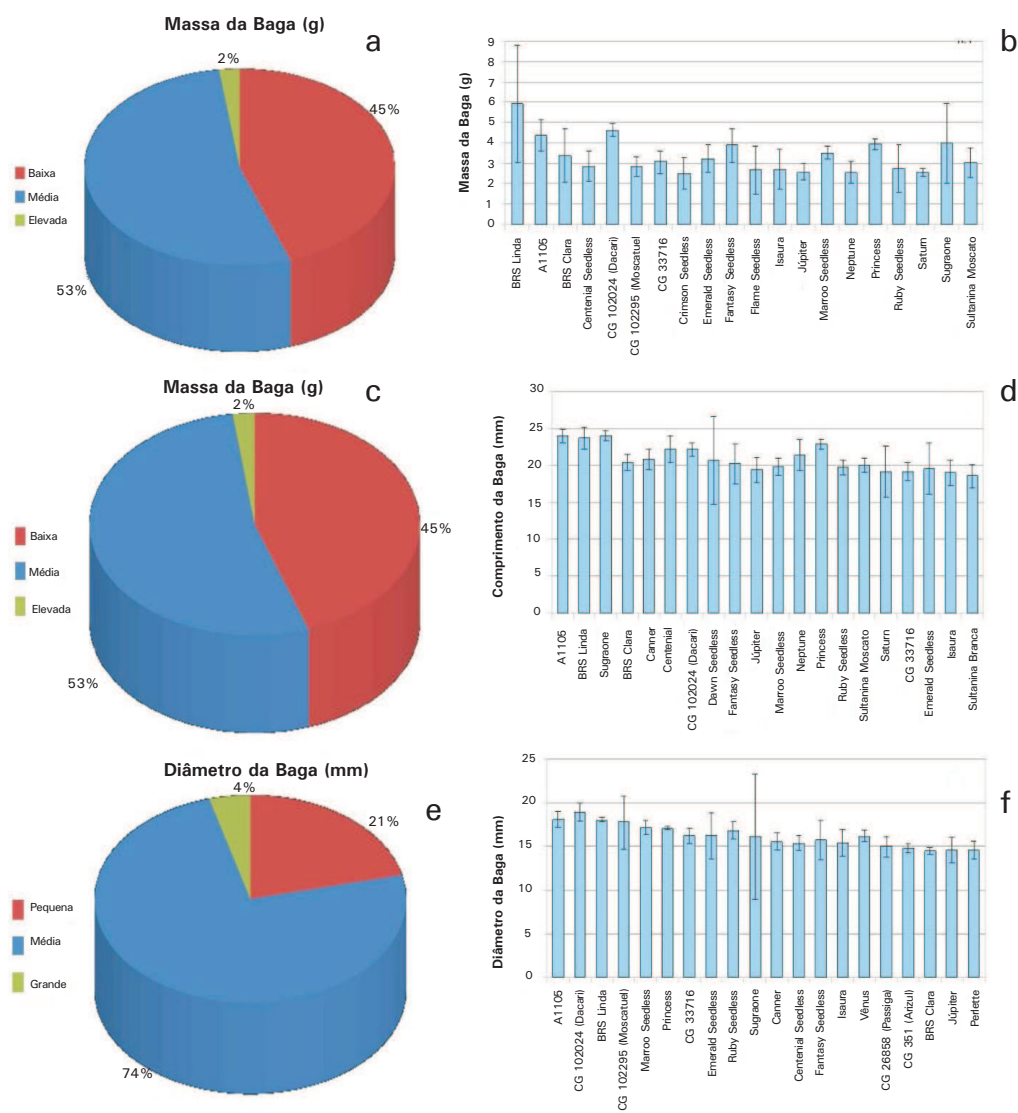 Massa da Baga (g)
a
2%
45%
53%
Baixa
Média
Elevada
b
Massa da Baga (g)
9
8
7
6
5
4
3
2
1
0
BRS Linda
A1105
BRS Clara
Centenial Seedless
CG 102024 (Dacari)
CG 102295 (Moscatuel)
CG 33716
Crimson Seedless
Emerald Seedless
Fantasy Seedless
Flame Seedless
Isaura
Júpiter
Marroo Seedless
Neptune
Princess
Ruby Seedless
Saturn
Sugraone
Sultanina Moscato
Massa da Baga (g)
c
2%
45%
53%
Baixa
Média
Elevada
d
Comprimento da Baga (mm)
30
25
20
15
10
5
0
A1105
BRS Linda
Sugraone
BRS Clara
Canner
Centenial
CG 102024 (Dacari)
Dawn Seedless
Fantasy Seedless
Júpiter
Marroo Seedless
Neptune
Princess
Ruby Seedless
Sultanina Moscato
Saturn
CG 33716
Emerald Seedless
Isaura
Sultanina Branca
Diâmetro da Baga (mm)
e
4%
21%
74%
Pequena
Média
Grande
f
Diâmetro da Baga (mm)
25
20
15
10
5
0
A1105
CG 102024 (Dacari)
BRS Linda
CG 102295 (Moscatuel)
Marroo Seedless
Princess
CG 33716
Emerald Seedless
Ruby Seedless
Sugraone
Canner
Centenial Seedless
Fantasy Seedless
Isaura
Vênus
CG 26858 (Passiga)
CG 351 (Arizul)
BRS Clara
Júpiter
Perlette